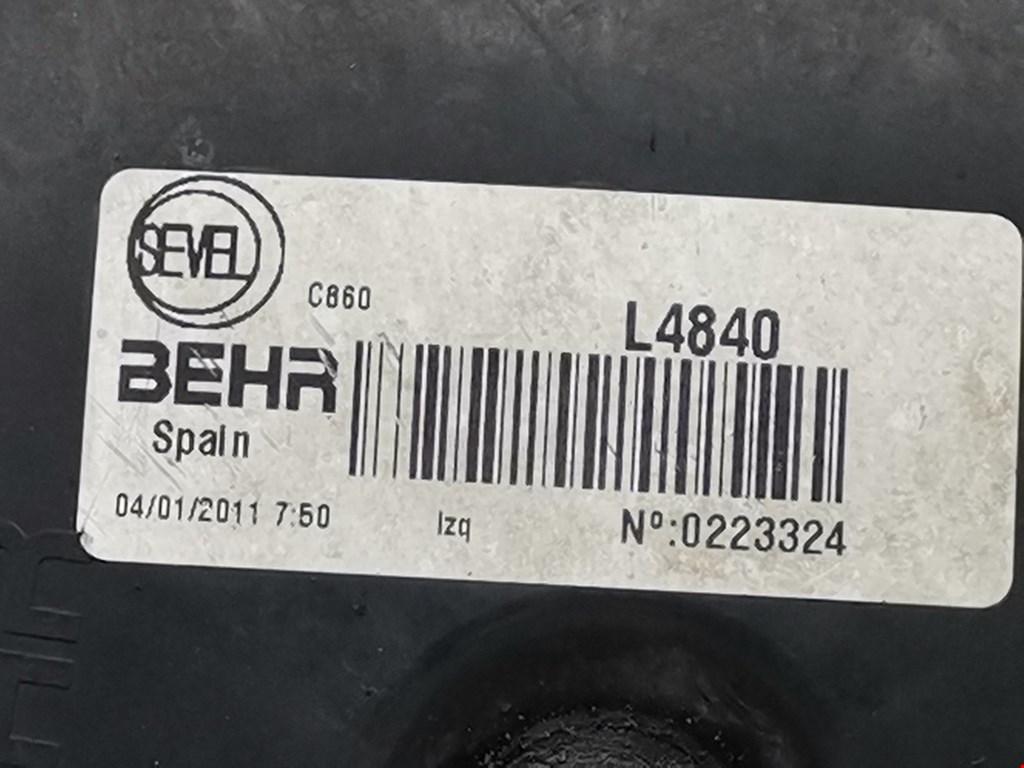 SEVEL
C860
L4840
BEHR
Spain
04/01/2011 7:50
Izq
Nº:0223324